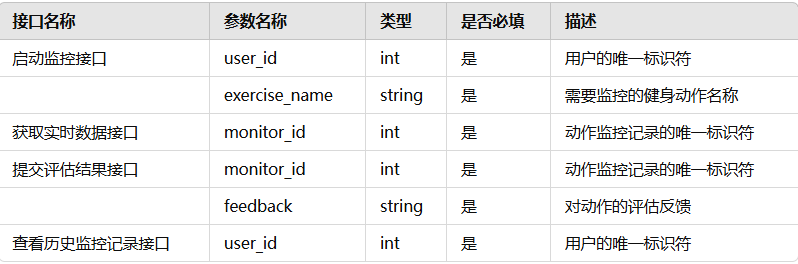 接口名称 参数名称 类型 是否必填 描述
启动监控接口 user_id int 是 用户的唯一标识符
exercise_name string 是 需要监控的健身动作名称
获取实时数据接口 monitor_id int 是 动作监控记录的唯一标识符
提交评估结果接口 monitor_id int 是 动作监控记录的唯一标识符
feedback string 是 对动作的评估反馈
查看历史监控记录接口 user_id int 是 用户的唯一标识符